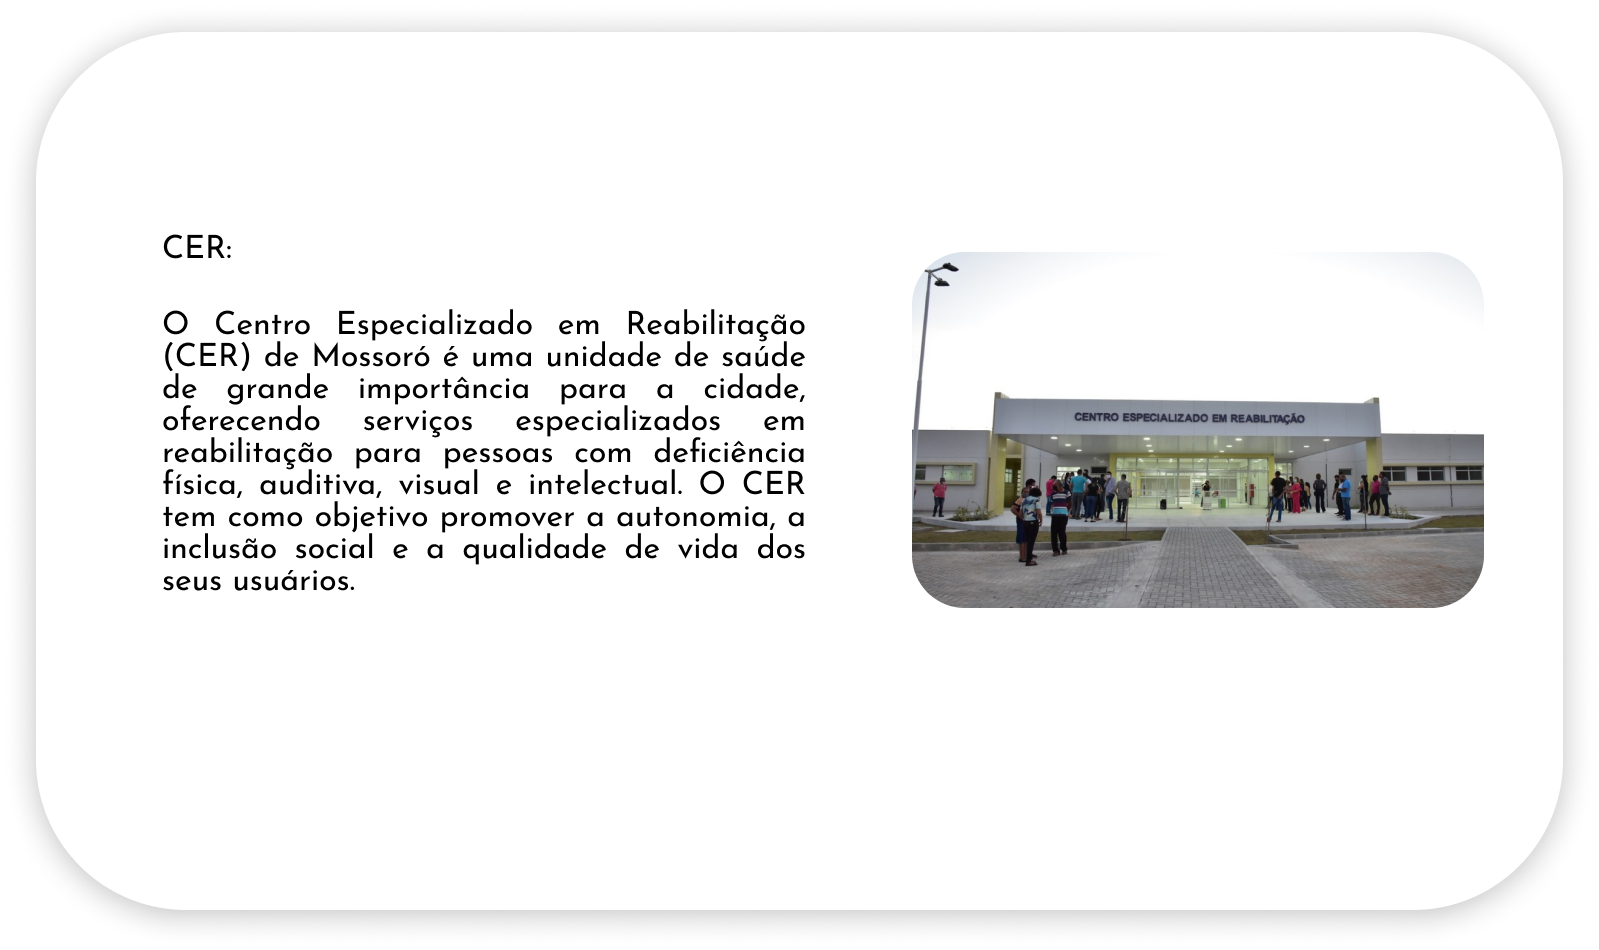 CER:
O Centro Especializado em Reabilitação
(CER) de Mossoró é uma unidade de saúde
de grande importância para a cidade,
oferecendo serviços especializados em
reabilitação para pessoas com deficiência
física, auditiva, visual e intelectual. O CER
tem como objetivo promover a autonomia, a
inclusão social e a qualidade de vida dos
seus usuários.
CENTRO ESPECIALIZADO EM REABILITAÇÃO